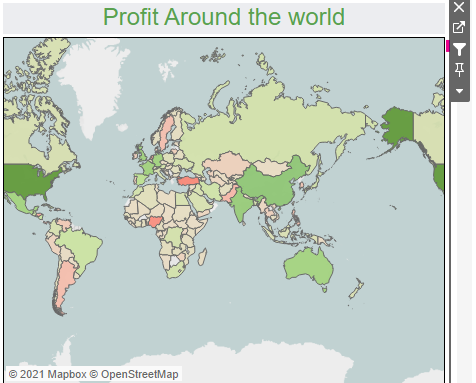 Profit Around the world
© 2021 Mapbox © OpenStreetMap